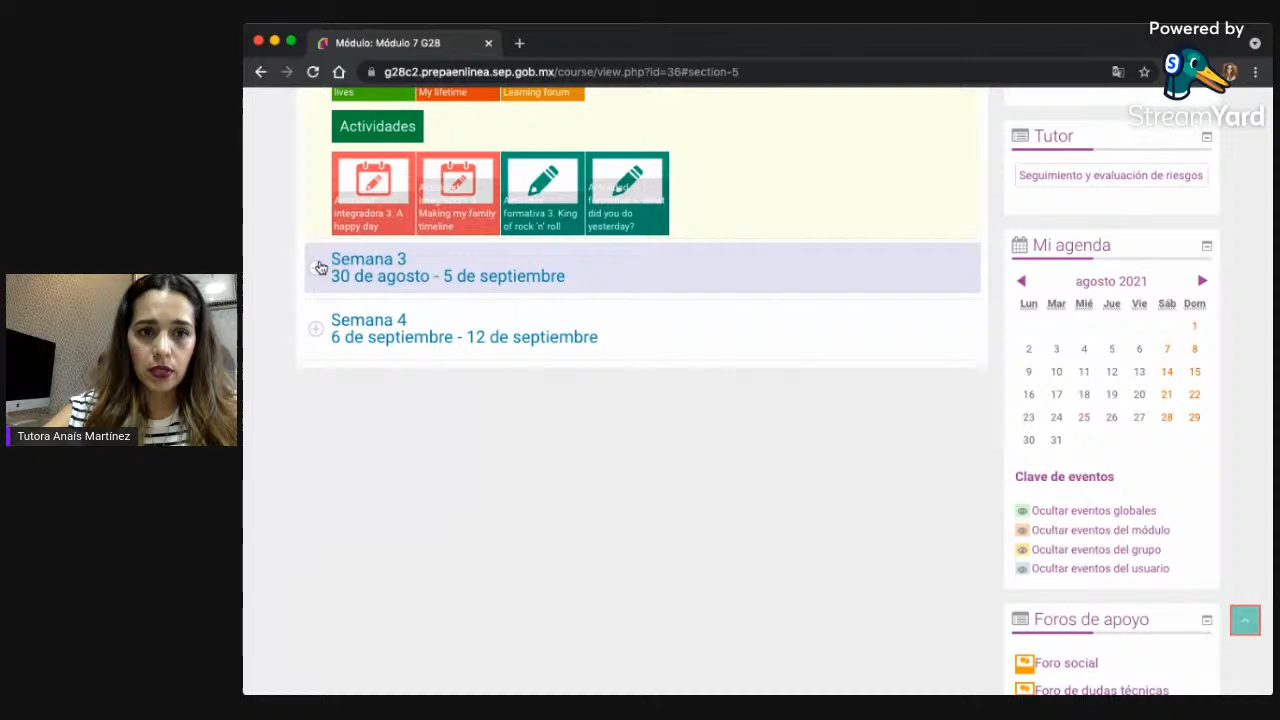 Powered by
StreamYard
Módulo: Módulo 7 G28
g28c2.prepaenlinea.sep.gob.mx/course/view.php?id=36#section-5
lives
My lifetime
Learning forum
Actividades
integradora 3. A
happy day
Making my family
timeline
formativa 3. King
of rock 'n' roll
did you do
yesterday?
Semana 3
30 de agosto - 5 de septiembre
Semana 4
6 de septiembre - 12 de septiembre
Tutora Anaís Martínez
Tutor
Seguimiento y evaluación de riesgos
Mi agenda
agosto 2021
Lun Mar Mié Jue Vie Sáb Dom
1
2 3 4 5 6 7 8
9 10 11 12 13 14 15
16 17 18 19 20 21 22
23 24 25 26 27 28 29
30 31
Clave de eventos
Ocultar eventos globales
Ocultar eventos del módulo
Ocultar eventos del grupo
Ocultar eventos del usuario
Foros de apoyo
Foro social
Foro de dudas técnicas